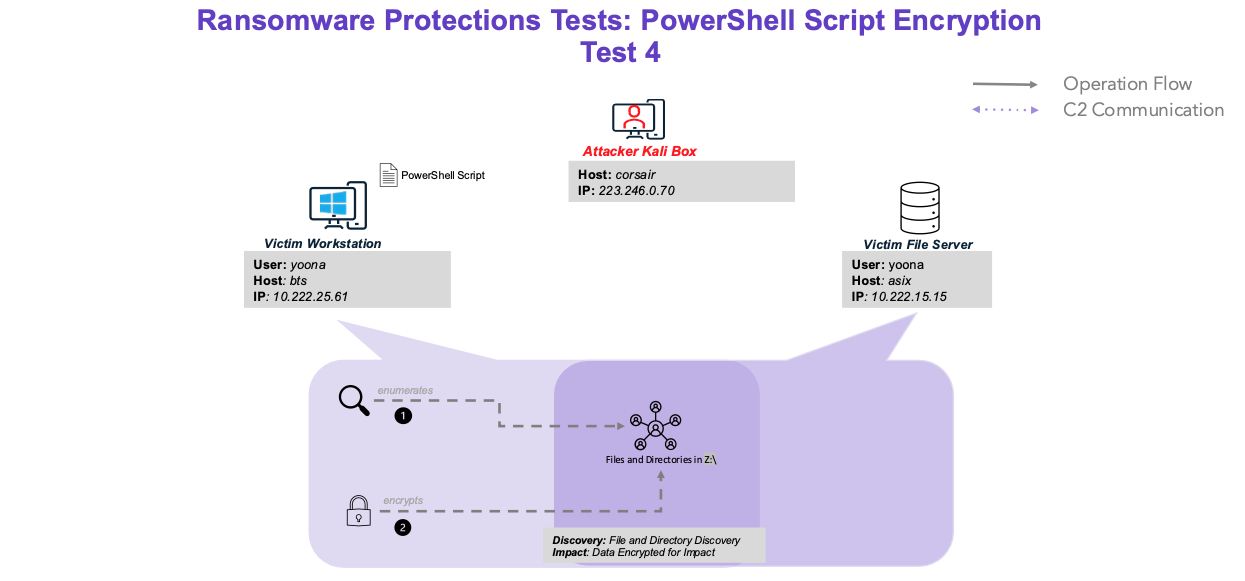 Ransomware Protections Tests: PowerShell Script Encryption
Test 4
Operation Flow
C2 Communication
Attacker Kali Box
Host: corsair
IP: 223.246.0.70
PowerShell Script
Victim Workstation
User: yoona
Host: bts
IP: 10.222.25.61
Victim File Server
User: yoona
Host: asix
IP: 10.222.15.15
enumerates
1
Files and Directories in Z:\
encrypts
2
Discovery: File and Directory Discovery
Impact: Data Encrypted for Impact